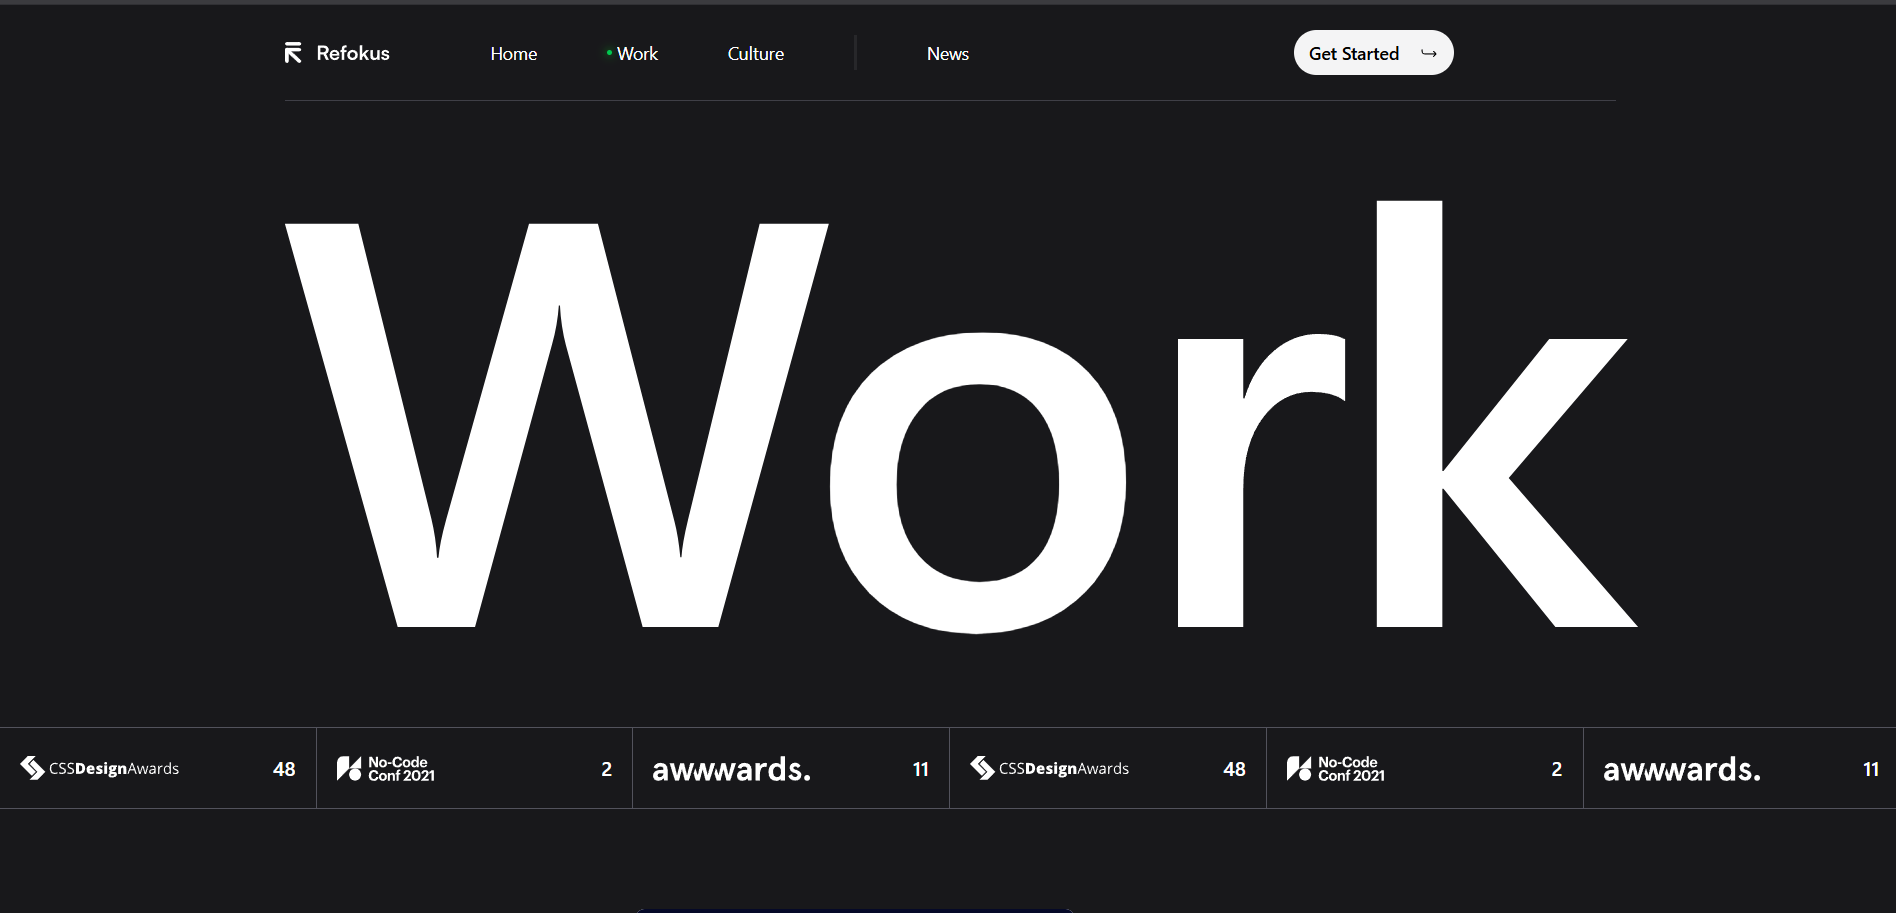 Refokus Home Work Culture News Get Started
Work
CSSDesignAwards 48 No-Code Conf 2021 2 awwwards. 11 CSSDesignAwards 48 No-Code Conf 2021 2 awwwards. 11